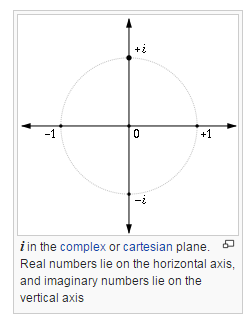 +i
-1 0 +1
-i
i in the complex or cartesian plane.
Real numbers lie on the horizontal axis,
and imaginary numbers lie on the
vertical axis